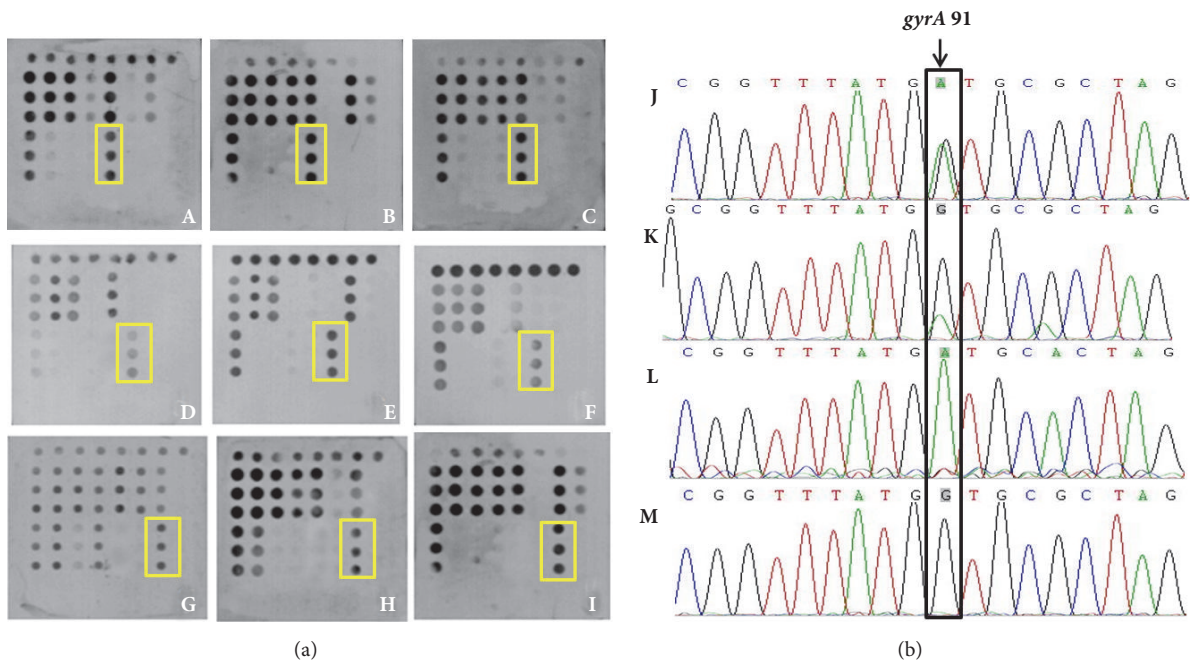 gyrA 91
A
B
C
D
E
F
G
H
I
(a)
J
C G G T T T A T G A T G C G C T A G
K
G C G G T T T A T G G T G C G C T A G
L
C G G T T T A T G A T G C A C T A G
M
C G G T T T A T G G T G C G C T A G
(b)